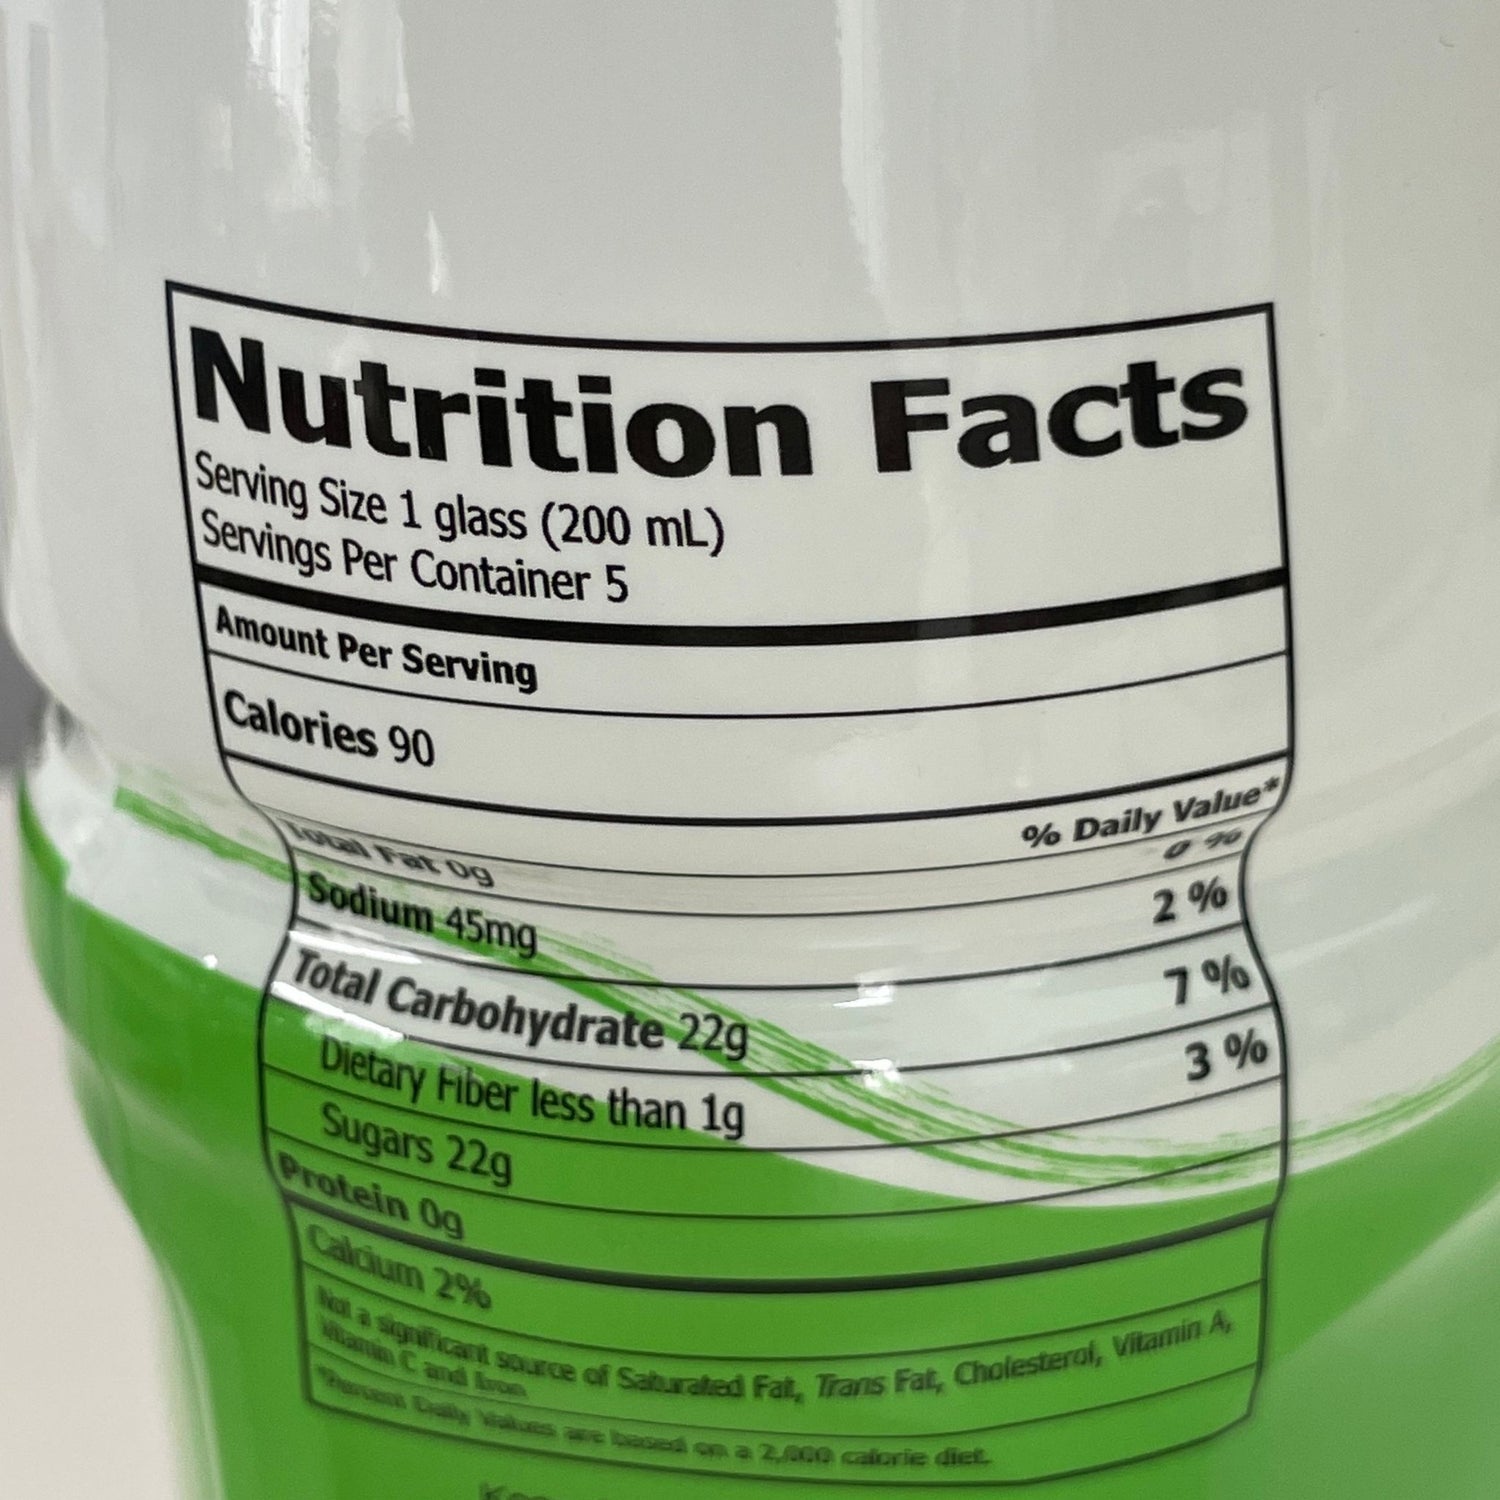 Nutrition Facts
Serving Size 1 glass (200 mL)
Servings Per Container 5
Amount Per Serving
Calories 90
% Daily Value*
Total Fat 0g 0 %
Sodium 45mg 2 %
Total Carbohydrate 22g 7 %
Dietary Fiber less than 1g 3 %
Sugars 22g
Protein 0g
Calcium 2%
Not a significant source of Saturated Fat, Trans Fat, Cholesterol, Vitamin A,
Vitamin C and Iron
*Percent Daily Values are based on a 2,000 calorie diet.